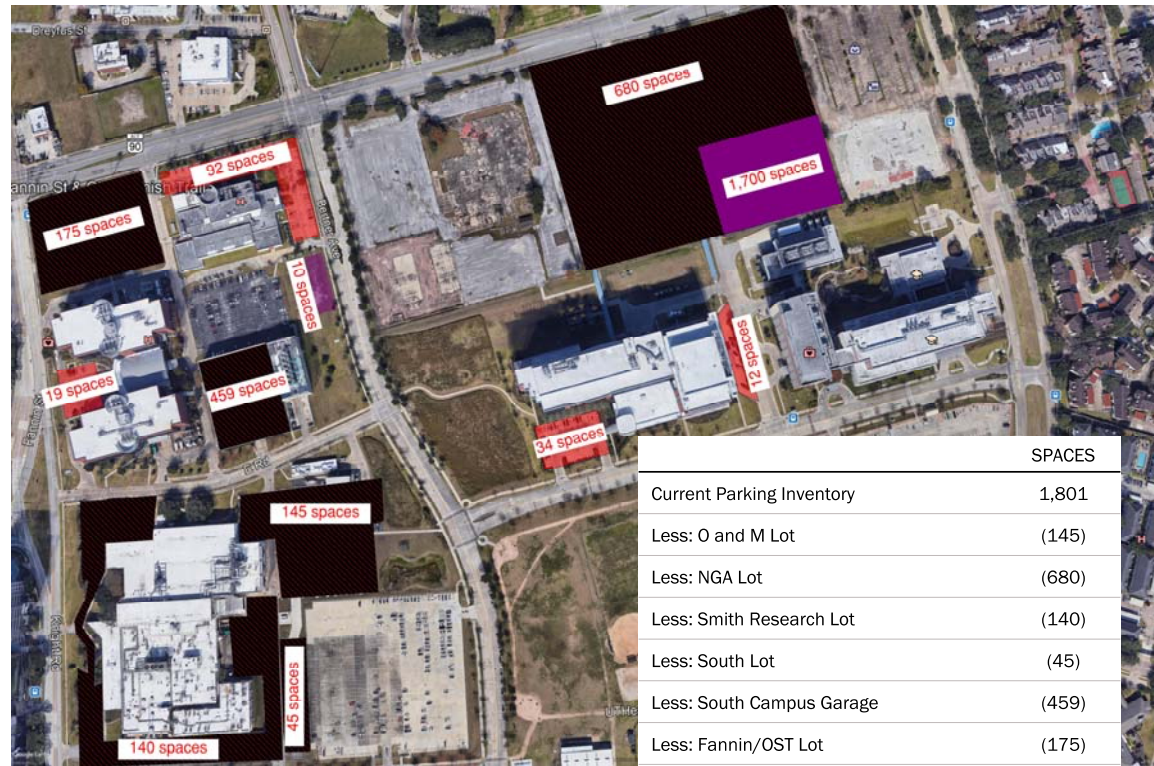 Dreyfus St
680 spaces
90
92 spaces
1,700 spaces
175 spaces
10 spaces
12 spaces
19 spaces
459 spaces
34 spaces
145 spaces
45 spaces
140 spaces
SPACES
Current Parking Inventory 1,801
Less: O and M Lot (145)
Less: NGA Lot (680)
Less: Smith Research Lot (140)
Less: South Lot (45)
Less: South Campus Garage (459)
Less: Fannin/OST Lot (175)